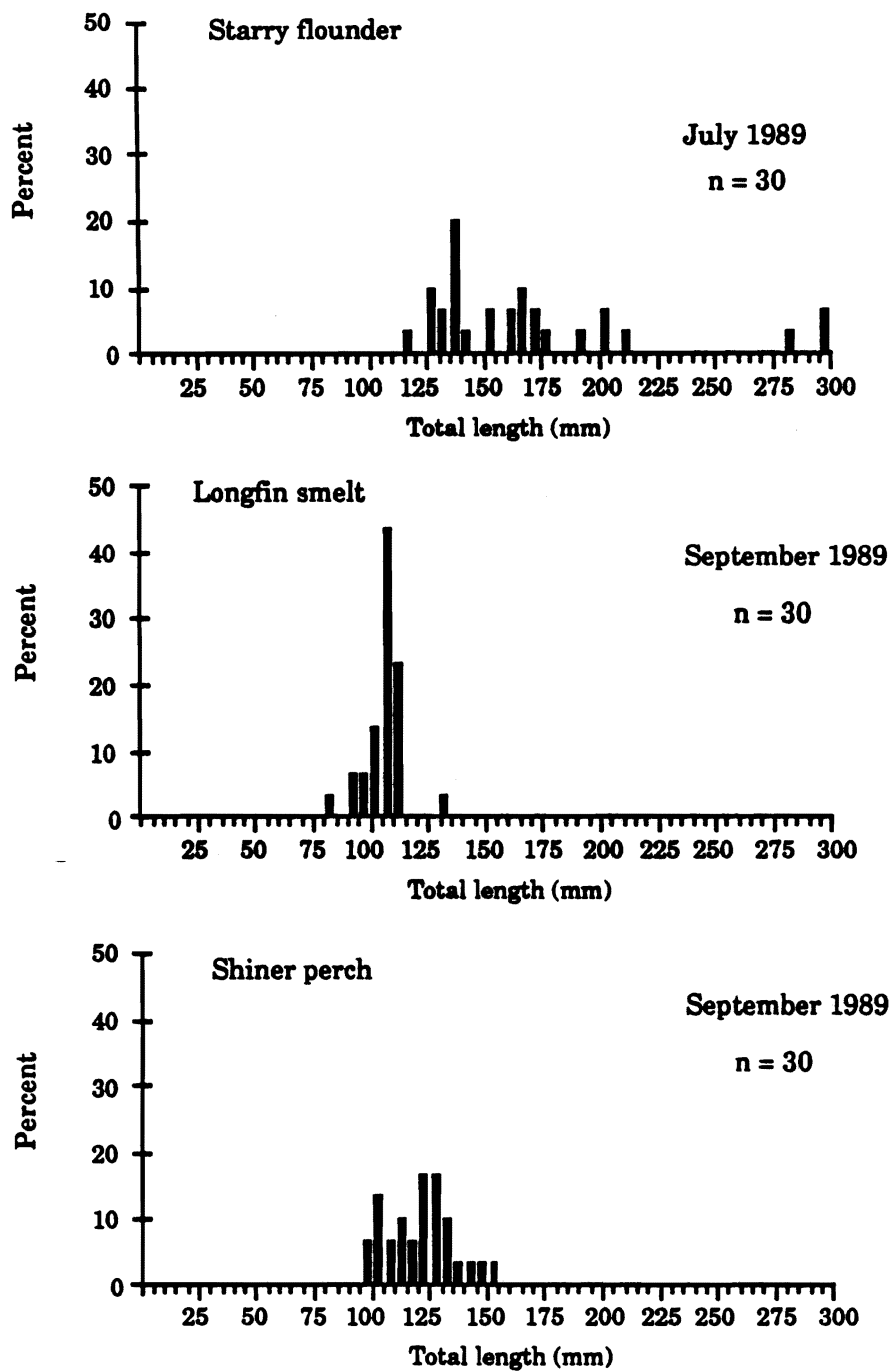 Starry flounder
July 1989
n = 30
Percent
50
40
30
20
10
0
25 50 75 100 125 150 175 200 225 250 275 300
Total length (mm)
Longfin smelt
September 1989
n = 30
Percent
50
40
30
20
10
0
25 50 75 100 125 150 175 200 225 250 275 300
Total length (mm)
Shiner perch
September 1989
n = 30
Percent
50
40
30
20
10
0
25 50 75 100 125 150 175 200 225 250 275 300
Total length (mm)